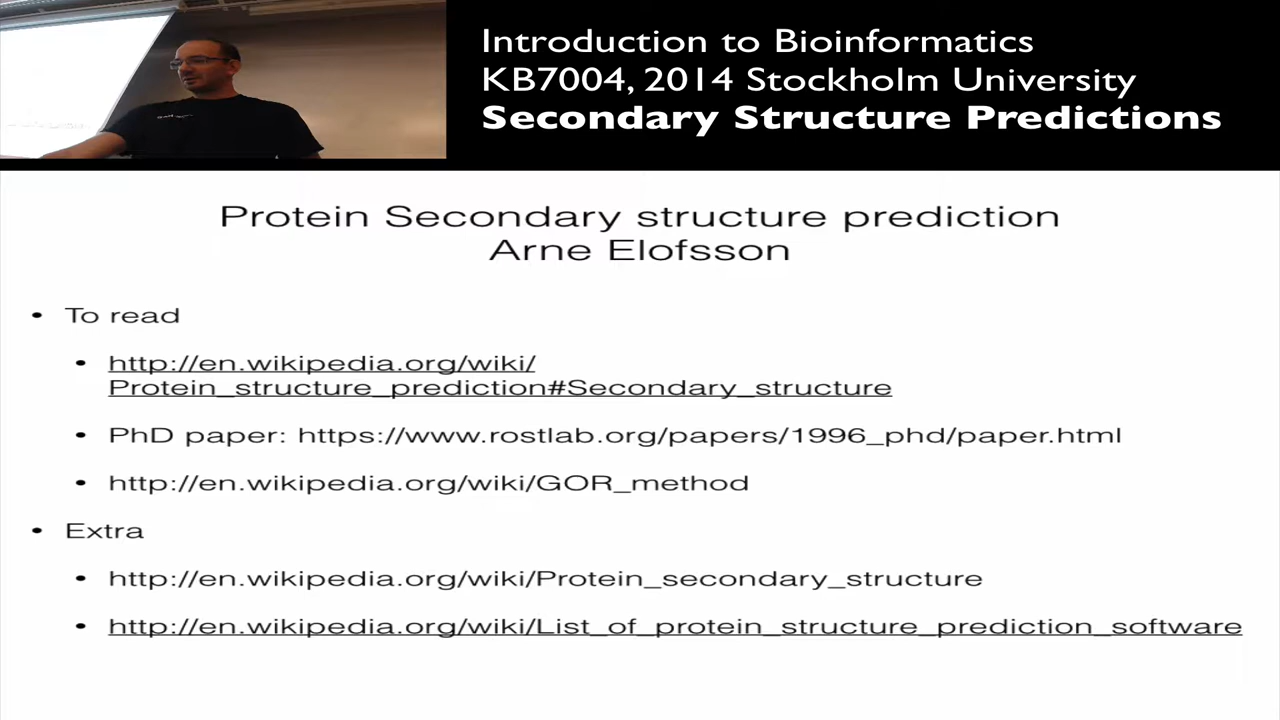 Introduction to Bioinformatics
KB7004, 2014 Stockholm University
Secondary Structure Predictions
Protein Secondary structure prediction
Arne Elofsson
• To read
• http://en.wikipedia.org/wiki/
Protein_structure_prediction#Secondary_structure
• PhD paper: https://www.rostlab.org/papers/1996_phd/paper.html
• http://en.wikipedia.org/wiki/GOR_method
• Extra
• http://en.wikipedia.org/wiki/Protein_secondary_structure
• http://en.wikipedia.org/wiki/List_of_protein_structure_prediction_software